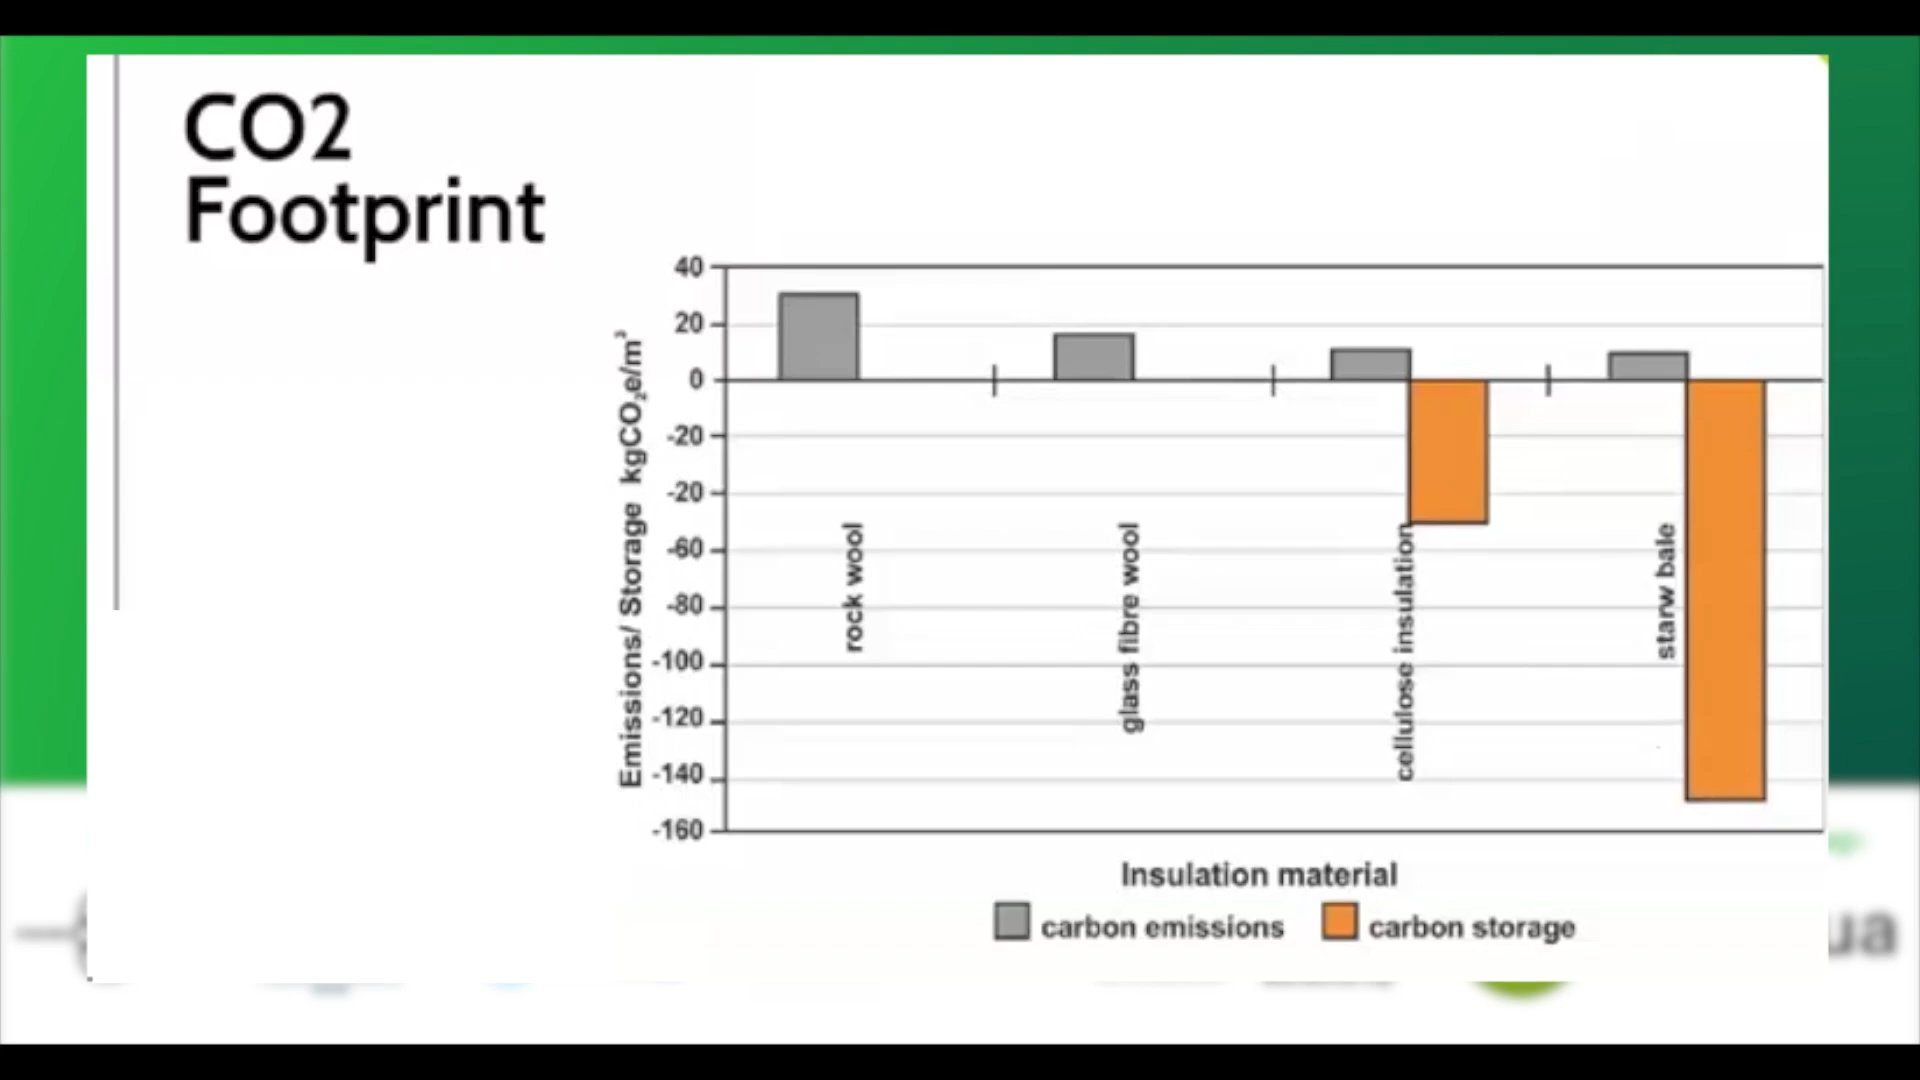 CO2
Footprint
40
20
0
-20
-20
-60
-80
-100
-120
-140
-160
Emissions/ Storage kgCO₂e/m³
rock wool
glass fibre wool
cellulose insulation
starw bale
Insulation material
carbon emissions
carbon storage
ua